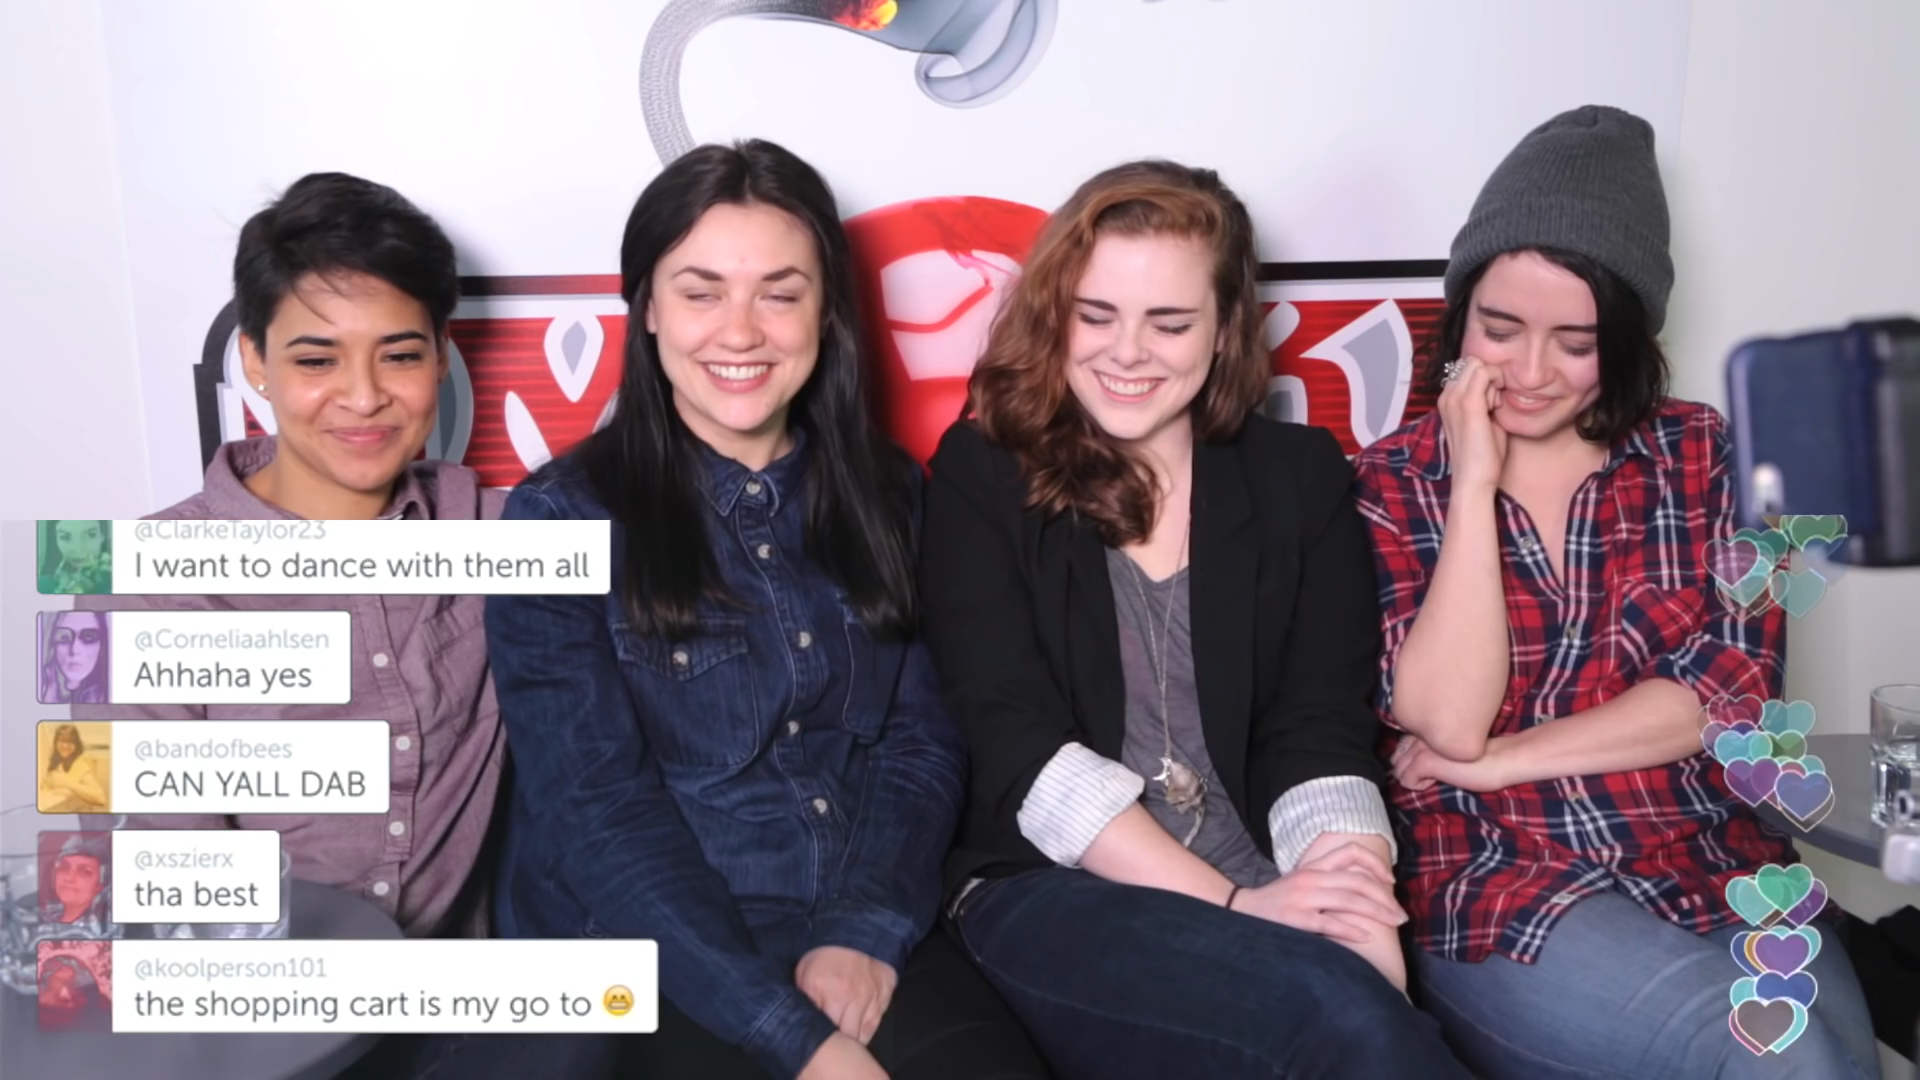 @ClarkeTaylor23
I want to dance with them all
@Corneliaahlsen
Ahhaha yes
@bandofbees
CAN YALL DAB
@xszierx
tha best
@koolperson101
the shopping cart is my go to 😬